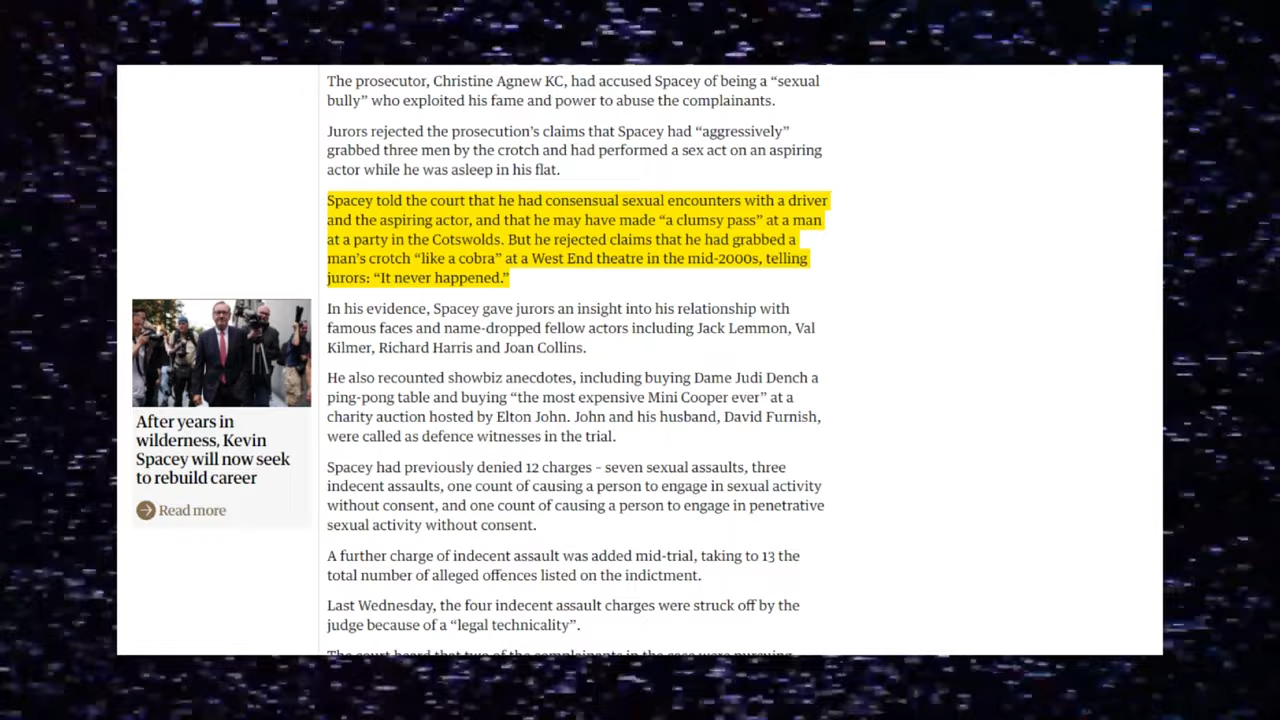 The prosecutor, Christine Agnew KC, had accused Spacey of being a “sexual
bully” who exploited his fame and power to abuse the complainants.
Jurors rejected the prosecution’s claims that Spacey had “aggressively”
grabbed three men by the crotch and had performed a sex act on an aspiring
actor while he was asleep in his flat.
Spacey told the court that he had consensual sexual encounters with a driver
and the aspiring actor, and that he may have made “a clumsy pass” at a man
at a party in the Cotswolds. But he rejected claims that he had grabbed a
man’s crotch “like a cobra” at a West End theatre in the mid-2000s, telling
jurors: “It never happened.”
In his evidence, Spacey gave jurors an insight into his relationship with
famous faces and name-dropped fellow actors including Jack Lemmon, Val
Kilmer, Richard Harris and Joan Collins.
He also recounted showbiz anecdotes, including buying Dame Judi Dench a
ping-pong table and buying “the most expensive Mini Cooper ever” at a
charity auction hosted by Elton John. John and his husband, David Furnish,
were called as defence witnesses in the trial.
Spacey had previously denied 12 charges – seven sexual assaults, three
indecent assaults, one count of causing a person to engage in sexual activity
without consent, and one count of causing a person to engage in penetrative
sexual activity without consent.
A further charge of indecent assault was added mid-trial, taking to 13 the
total number of alleged offences listed on the indictment.
Last Wednesday, the four indecent assault charges were struck off by the
judge because of a “legal technicality”.
The court heard that two of the complainants in the case were pursuing
After years in
wilderness, Kevin
Spacey will now seek
to rebuild career
Read more